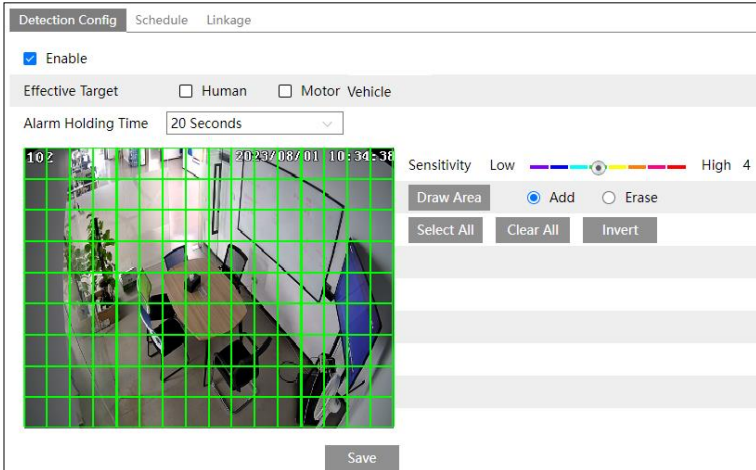 Detection Config Schedule Linkage
Enable
Effective Target Human Motor Vehicle
Alarm Holding Time 20 Seconds
102 2023/08/01 10:34:38
Sensitivity Low High 4
Draw Area Add Erase
Select All Clear All Invert
Save